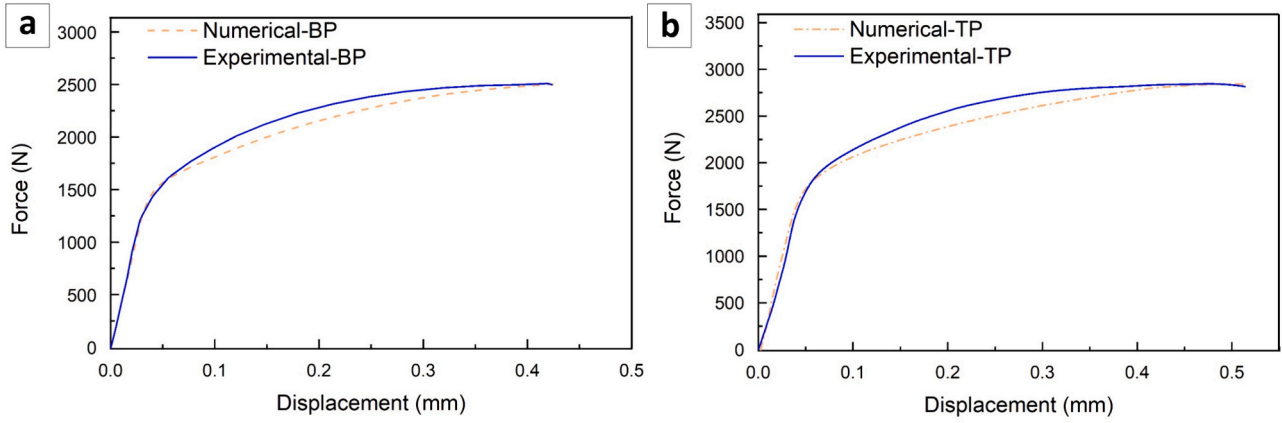 a
Numerical-BP
Experimental-BP
3000
2500
2000
1500
1000
500
0
0.0 0.1 0.2 0.3 0.4 0.5
Force (N)
Displacement (mm)
b
Numerical-TP
Experimental-TP
3500
3000
2500
2000
1500
1000
500
0
0.0 0.1 0.2 0.3 0.4 0.5
Force (N)
Displacement (mm)